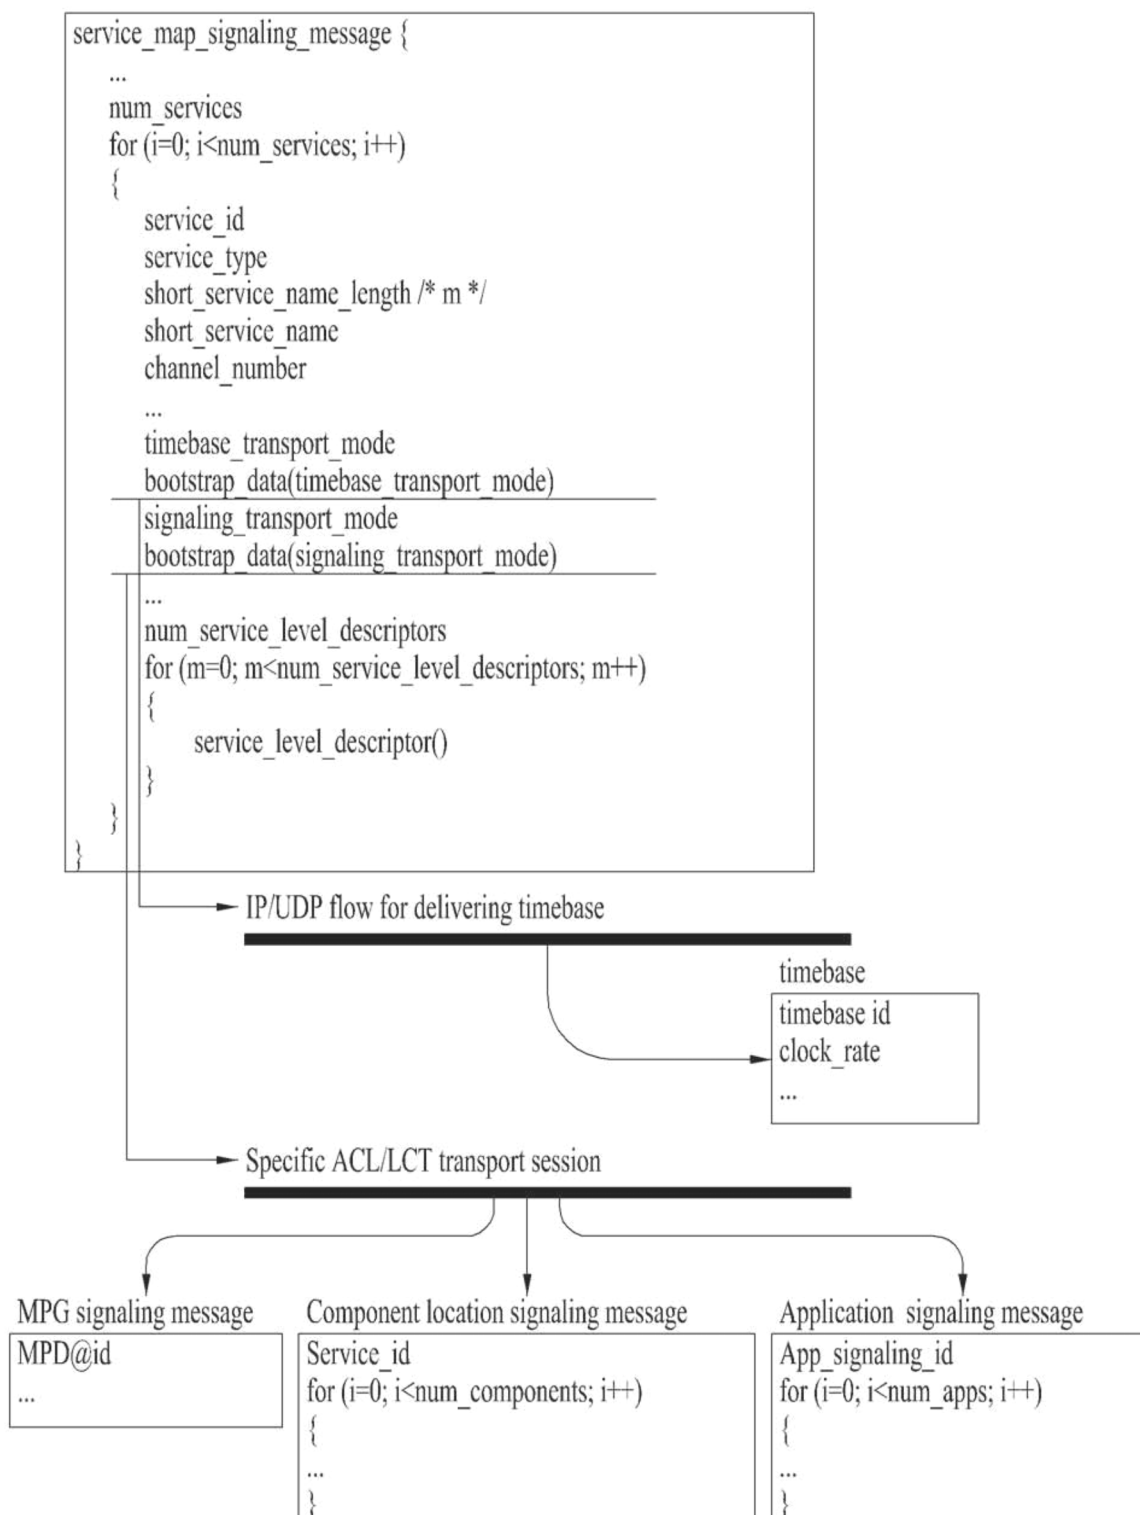 service_map_signaling_message {
...
num_services
for (i=0; i<num_services; i++)
{
service_id
service_type
short_service_name_length /* m */
short_service_name
channel_number
...
timebase_transport_mode
bootstrap_data(timebase_transport_mode)
signaling_transport_mode
bootstrap_data(signaling_transport_mode)
...
num_service_level_descriptors
for (m=0; m<num_service_level_descriptors; m++)
{
service_level_descriptor()
}
}
}
IP/UDP flow for delivering timebase
timebase
timebase id
clock_rate
...
Specific ACL/LCT transport session
MPG signaling message
MPD@id
...
Component location signaling message
Service_id
for (i=0; i<num_components; i++)
{
...
}
Application signaling message
App_signaling_id
for (i=0; i<num_apps; i++)
{
...
}